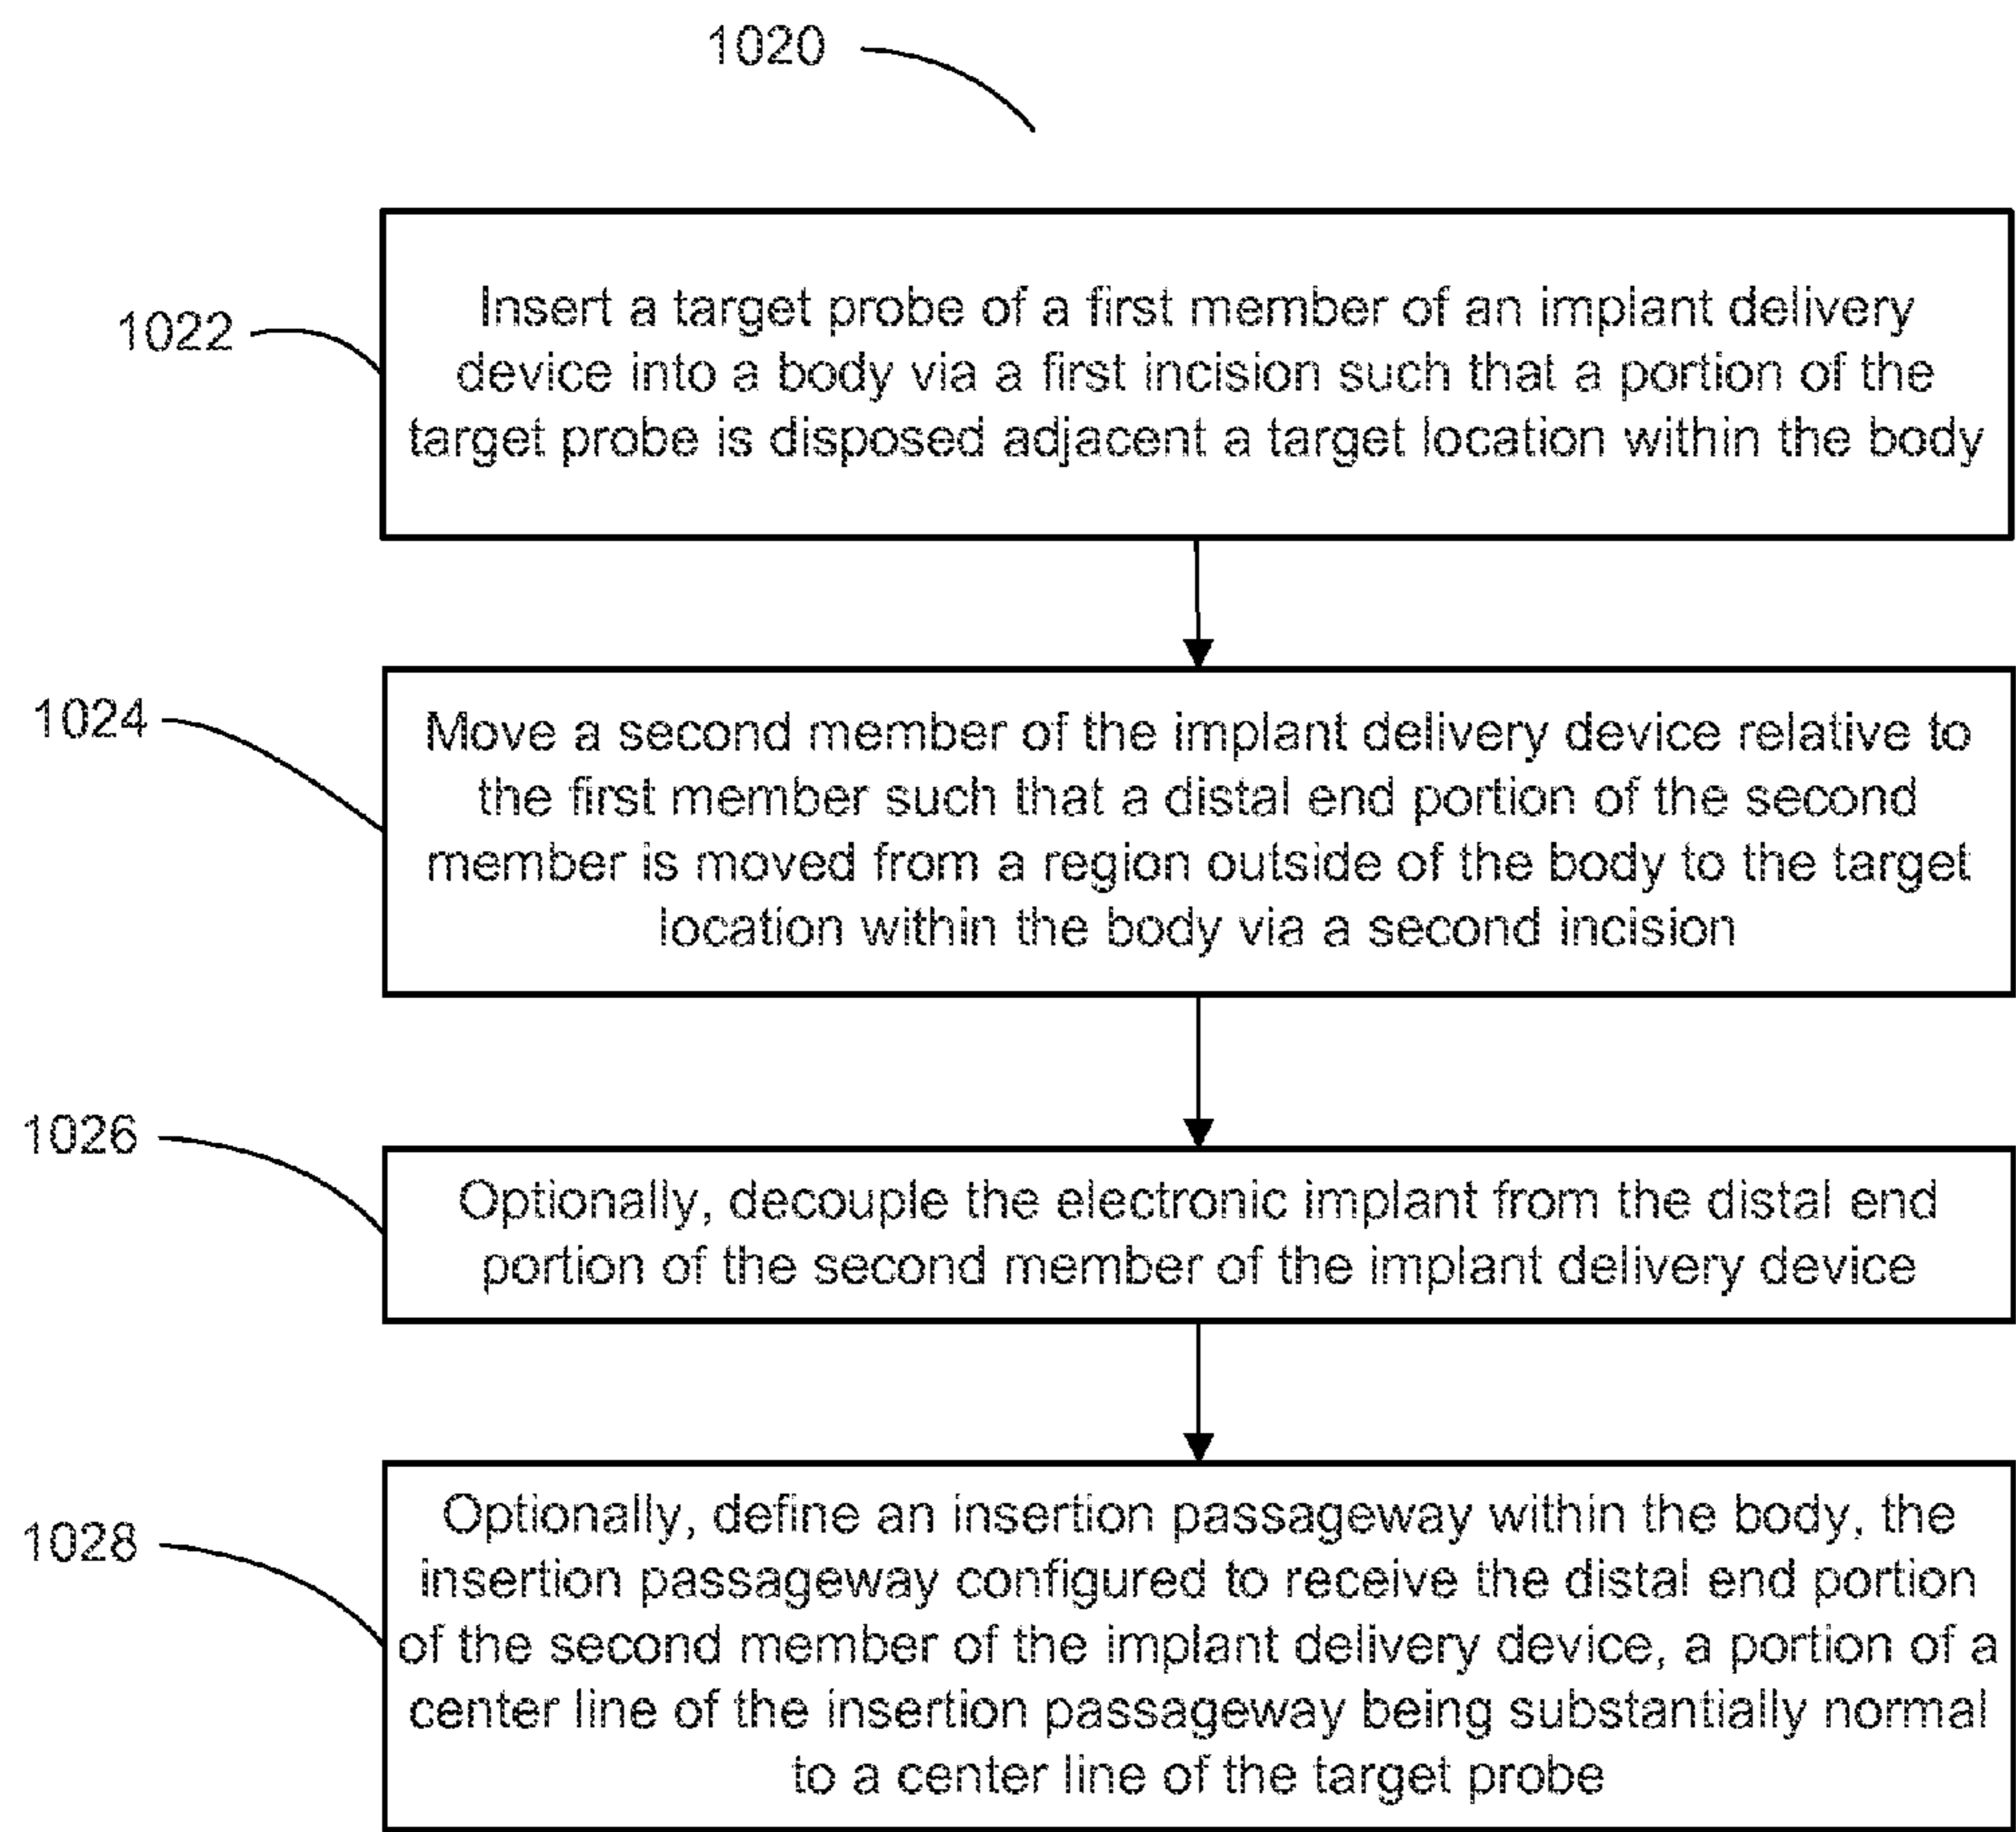 1020
1022
Insert a target probe of a first member of an implant delivery
device into a body via a first incision such that a portion of the
target probe is disposed adjacent a target location within the body
1024
Move a second member of the implant delivery device relative to
the first member such that a distal end portion of the second
member is moved from a region outside of the body to the target
location within the body via a second incision
1026
Optionally, decouple the electronic implant from the distal end
portion of the second member of the implant delivery device
1028
Optionally, define an insertion passageway within the body, the
insertion passageway configured to receive the distal end portion
of the second member of the implant delivery device, a portion of a
center line of the insertion passageway being substantially normal
to a center line of the target probe